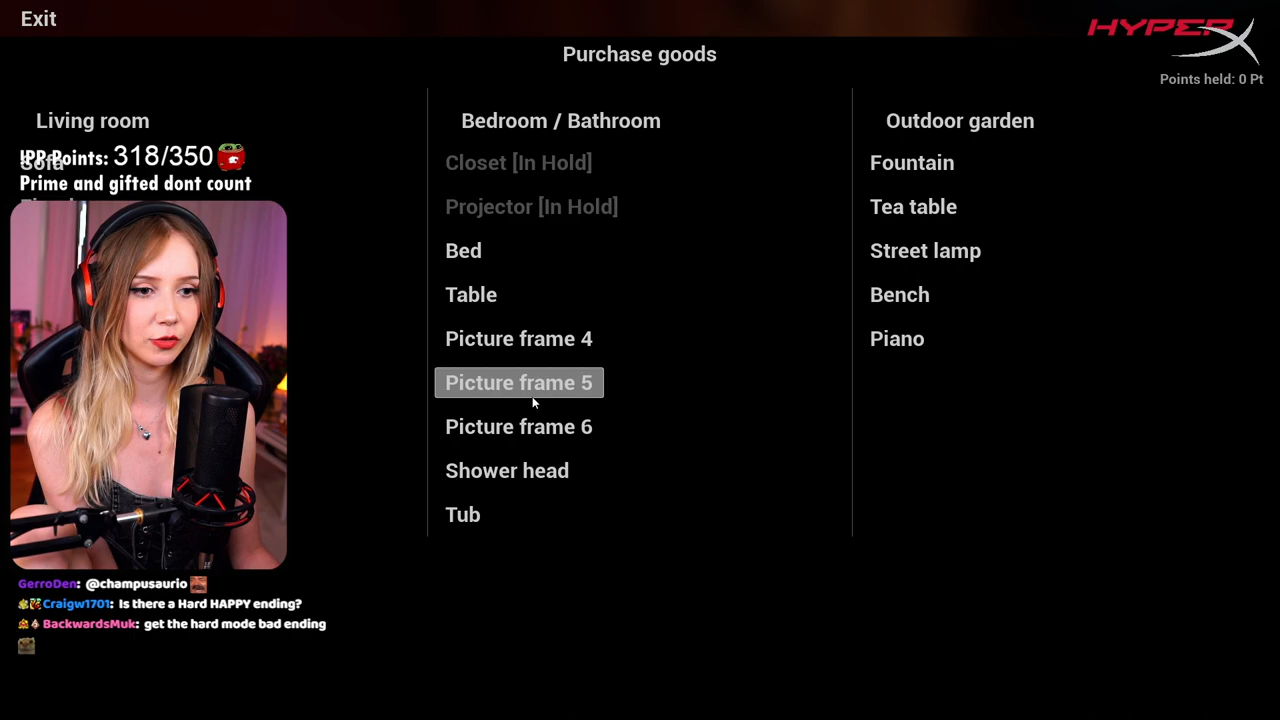 Exit
HYPERX
Purchase goods
Points held: 0 Pt
Living room
Sofa
IPP Points: 318/350
Prime and gifted dont count
Bedroom / Bathroom
Closet [In Hold]
Projector [In Hold]
Bed
Table
Picture frame 4
Picture frame 5
Picture frame 6
Shower head
Tub
Outdoor garden
Fountain
Tea table
Street lamp
Bench
Piano
GerroDen: @champusaurio
Craigw1701: Is there a Hard HAPPY ending?
BackwardsMuk: get the hard mode bad ending